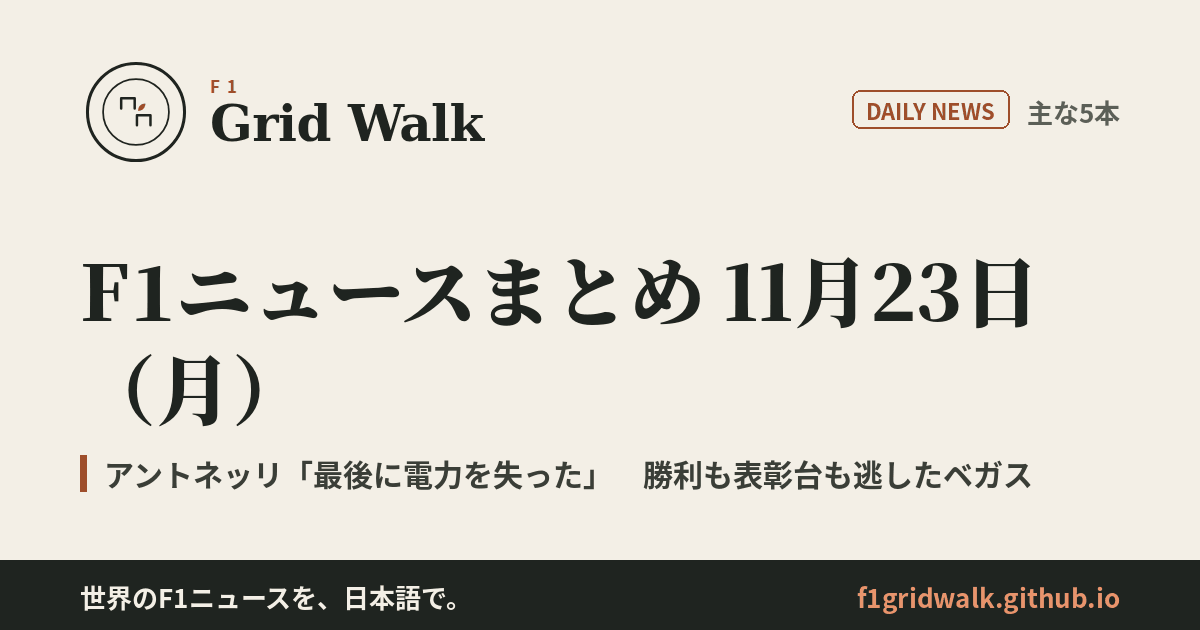 F1
Grid Walk
DAILY NEWS 主な5本
F1ニュースまとめ 11月23日
（月）
アントネッリ「最後に電力を失った」　勝利も表彰台も逃したベガス
世界のF1ニュースを、日本語で。
f1gridwalk.github.io